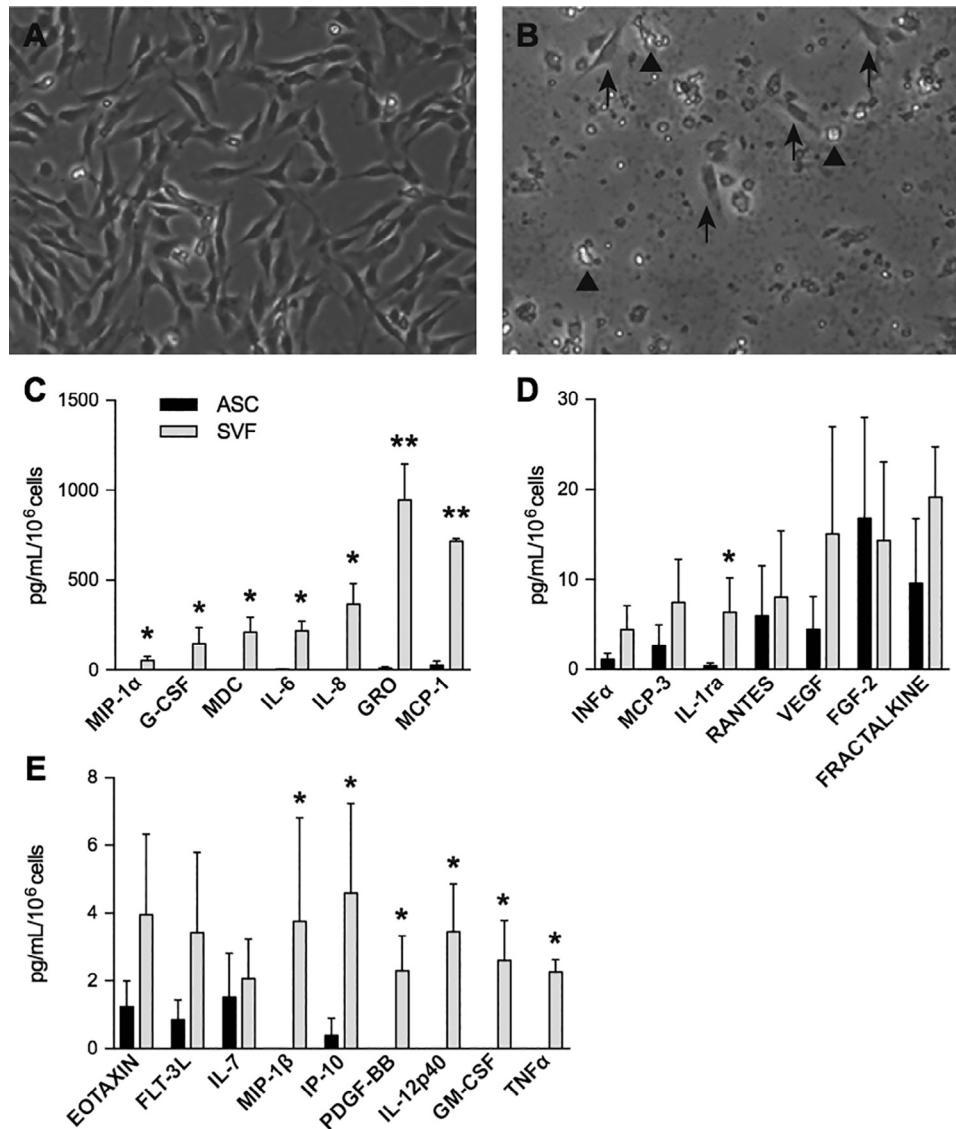 A
B
C
1500
1000
500
0
pg/mL/10⁶cells
ASC
SVF
*
*
*
*
*
**
**
MIP-1α
G-CSF
MDC
IL-6
IL-8
GRO
MCP-1
D
30
20
10
0
pg/mL/10⁶cells
*
INFα
MCP-3
IL-1ra
RANTES
VEGF
FGF-2
FRACTALKINE
E
8
6
4
2
0
pg/mL/10⁶cells
*
*
*
*
*
*
EOTAXIN
FLT-3L
IL-7
MIP-1β
IP-10
PDGF-BB
IL-12p40
GM-CSF
TNFα